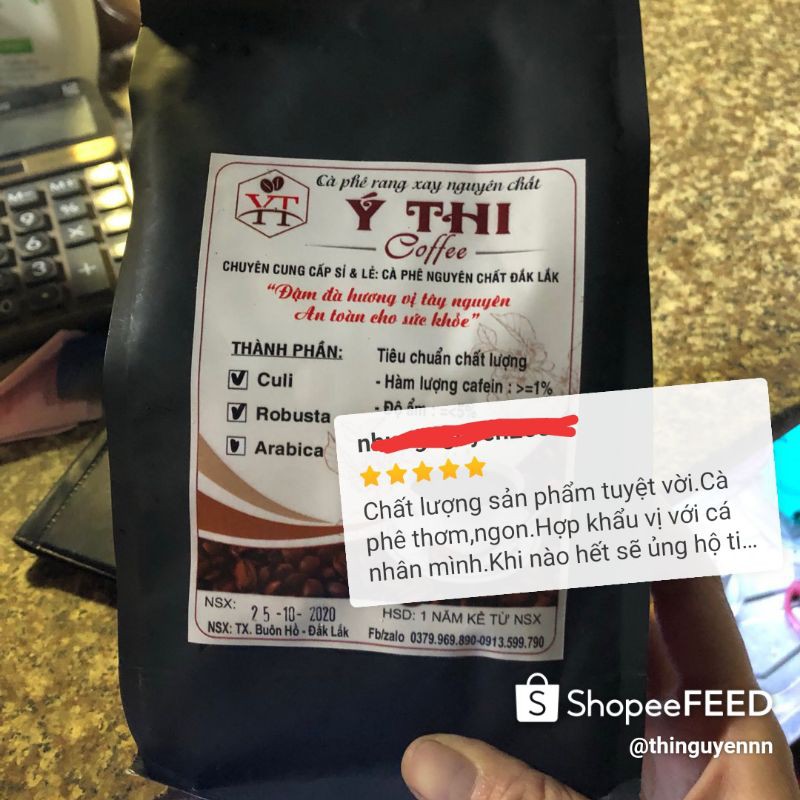 YT
Cà phê rang xay nguyên chất
Ý THI
Coffee
CHUYÊN CUNG CẤP SỈ & LẺ: CÀ PHÊ NGUYÊN CHẤT ĐẮK LẮK
"Đậm đà hương vị tây nguyên
An toàn cho sức khỏe"
THÀNH PHẦN:
Culi
Robusta
Arabica
Tiêu chuẩn chất lượng
- Hàm lượng cafein : >=1%
- Độ ẩm : =<5%
Chất lượng sản phẩm tuyệt vời.Cà
phê thơm,ngon.Hợp khẩu vị với cá
nhân mình.Khi nào hết sẽ ủng hộ ti...
NSX: 25-10-2020
HSD: 1 NĂM KỂ TỪ NSX
NSX: TX. Buôn Hồ - Đắk Lắk
Fb/zalo 0379.969.890-0913.599.790
ShopeeFEED
@thinguyennn